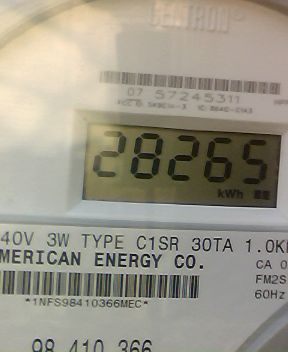 CENTRON®
07 57245311
28265
kWh
40V 3W TYPE C1SR 30TA 1.0K
MERICAN ENERGY CO.
CA 0
FM2S
60Hz
*1NFS98410366MEC*
98 410 366